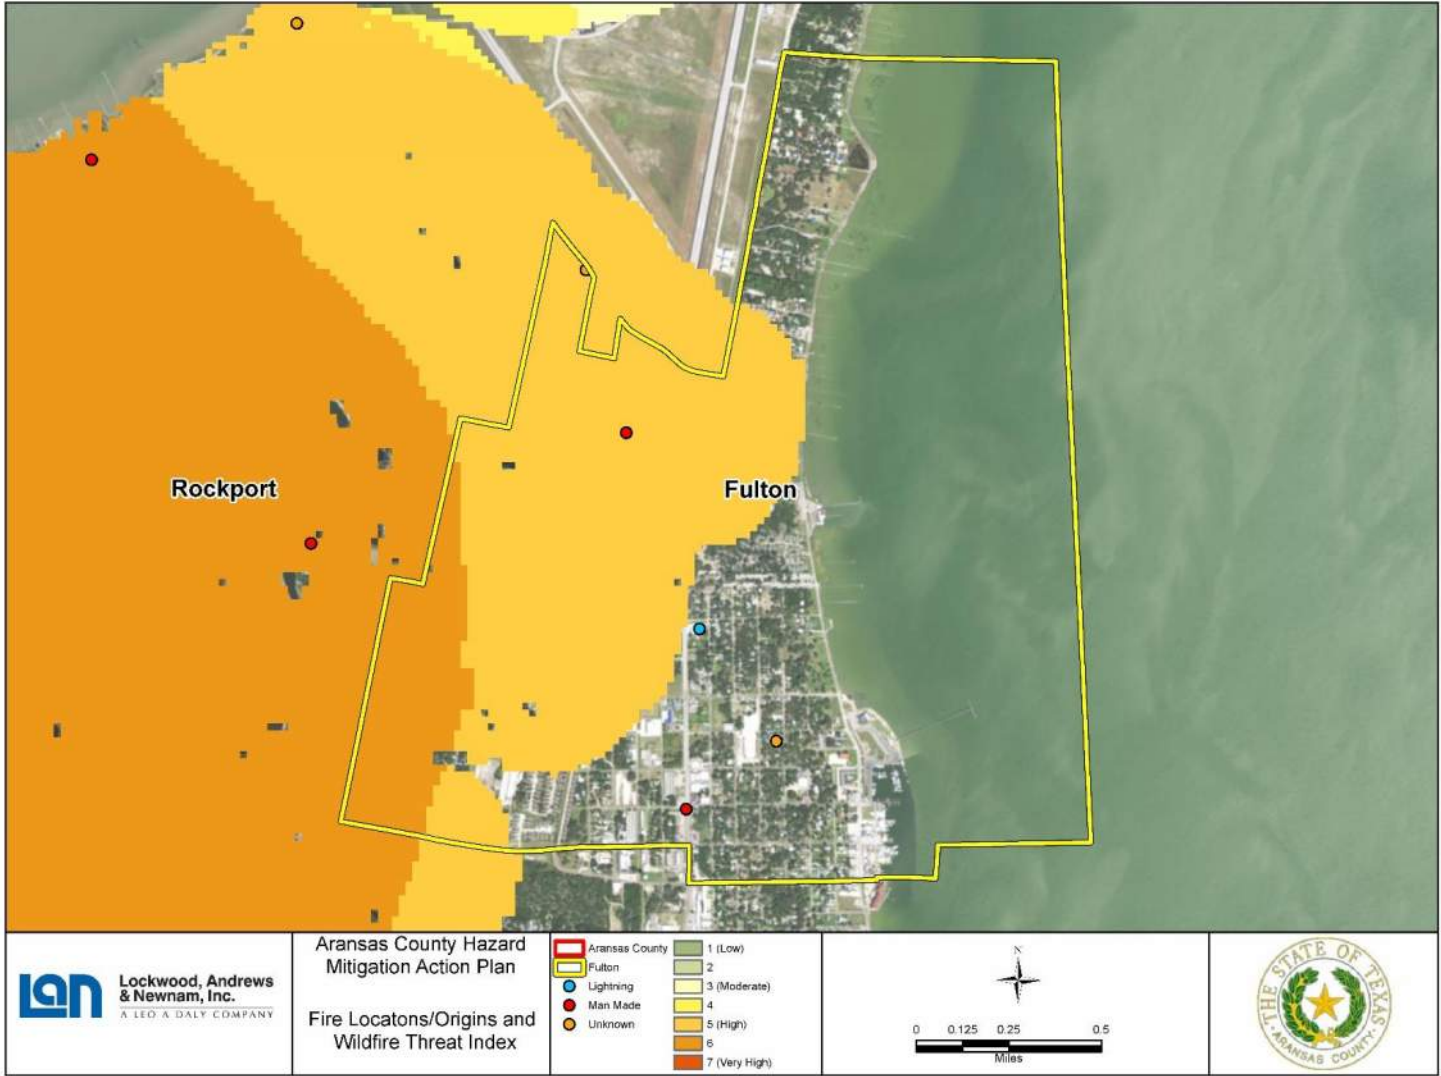 Rockport
Fulton
Lan
Lockwood, Andrews
& Newnam, Inc.
A LEO A DALY COMPANY
Aransas County Hazard
Mitigation Action Plan
Fire Locatons/Origins and
Wildfire Threat Index
Aransas County
Fulton
Lightning
Man Made
Unknown
1 (Low)
2
3 (Moderate)
4
5 (High)
6
7 (Very High)
N
0 0.125 0.25 0.5
Miles
THE STATE OF TEXAS
ARANSAS COUNTY